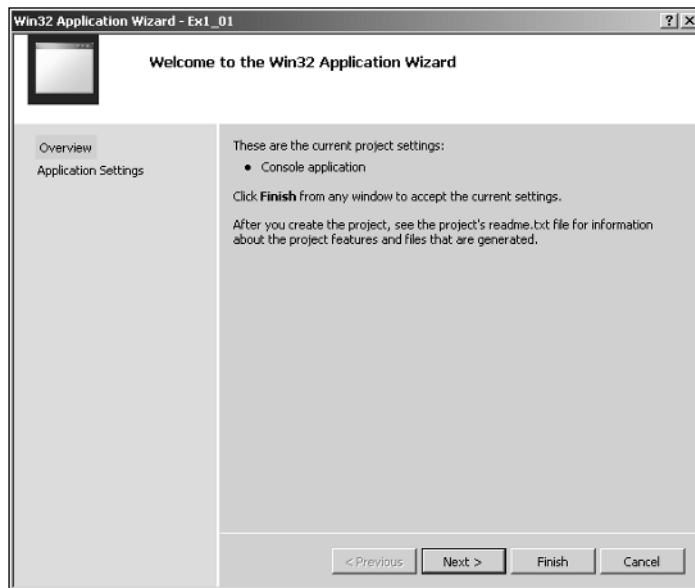 Win32 Application Wizard - Ex1_01
Welcome to the Win32 Application Wizard
Overview
Application Settings
These are the current project settings:
• Console application
Click Finish from any window to accept the current settings.
After you create the project, see the project's readme.txt file for information
about the project features and files that are generated.
< Previous
Next >
Finish
Cancel